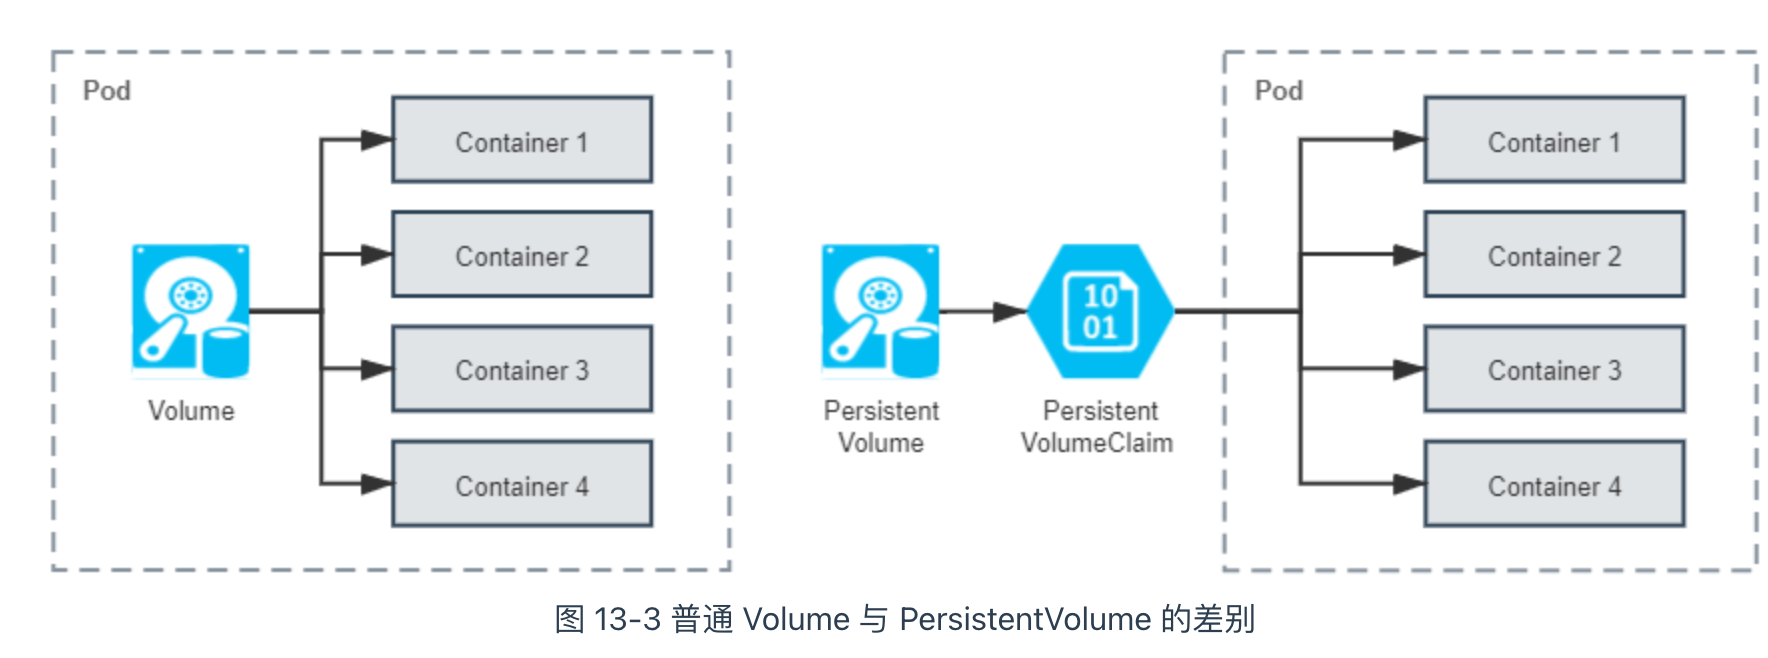 Pod
Container 1
Container 2
Container 3
Container 4
Volume
Persistent
Volume
10
01
Persistent
VolumeClaim
Pod
Container 1
Container 2
Container 3
Container 4
图 13-3 普通 Volume 与 PersistentVolume 的差别